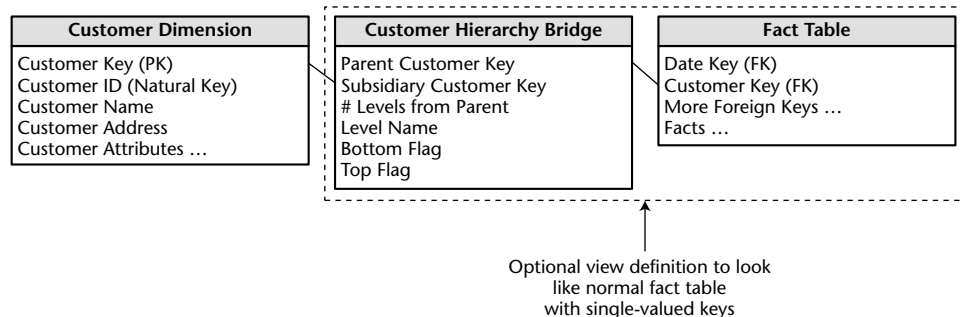 Customer Dimension
Customer Key (PK)
Customer ID (Natural Key)
Customer Name
Customer Address
Customer Attributes …
Customer Hierarchy Bridge
Parent Customer Key
Subsidiary Customer Key
# Levels from Parent
Level Name
Bottom Flag
Top Flag
Fact Table
Date Key (FK)
Customer Key (FK)
More Foreign Keys …
Facts …
Optional view definition to look
like normal fact table
with single-valued keys